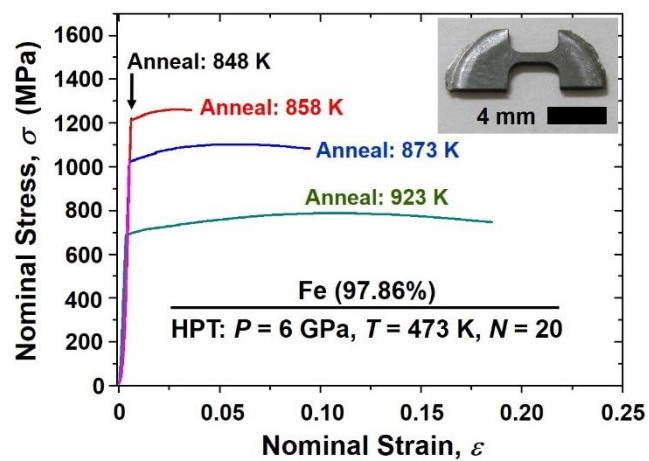 1600
1400
1200
1000
800
600
400
200
0
Nominal Stress, σ (MPa)
Anneal: 848 K
Anneal: 858 K
Anneal: 873 K
Anneal: 923 K
4 mm
Fe (97.86%)
HPT: P = 6 GPa, T = 473 K, N = 20
0 0.05 0.10 0.15 0.20 0.25
Nominal Strain, ε